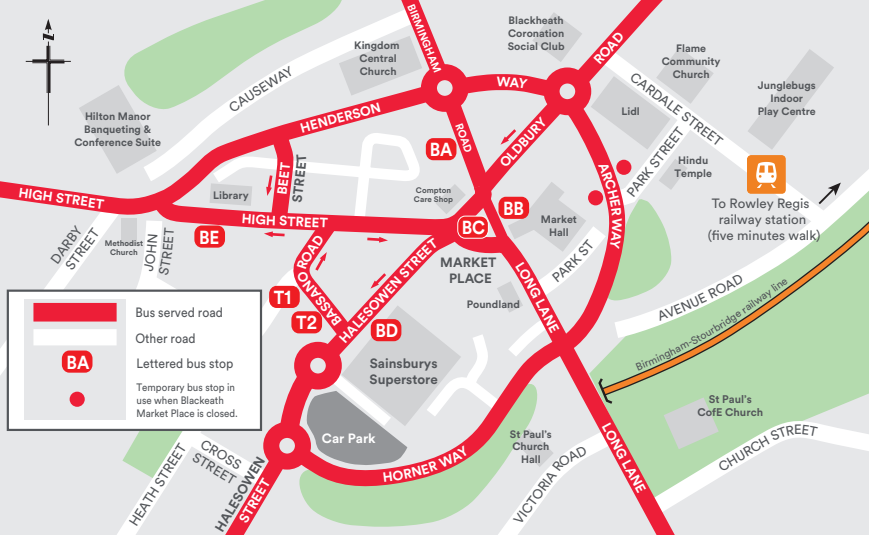 BIRMINGHAM
ROAD
Blackheath
Coronation
Social Club
ROAD
OLDBURY
Kingdom
Central
Church
Flame
Community
Church
Junglebugs
Indoor
Play Centre
WAY
HENDERSON
CAUSEWAY
Lidl
CARDALE STREET
Hilton Manor
Banqueting &
Conference Suite
BA
ARCHER WAY
PARK STREET
Hindu
Temple
To Rowley Regis
railway station
(five minutes walk)
BEET
STREET
Library
Compton
Care Shop
HIGH STREET
HIGH STREET
BE
BB
BC
Market
Hall
PARK ST
DARBY
STREET
Methodist
Church
JOHN
STREET
MARKET
PLACE
BASSANO ROAD
HALESOWEN STREET
T1
T2
BD
Poundland
LONG LANE
AVENUE ROAD
Birmingham-Stourbridge railway line
Bus served road
Other road
BA
Lettered bus stop
Temporary bus stop in
use when Blackeath
Market Place is closed.
Sainsburys
Superstore
St Paul's
CofE Church
Car Park
St Paul's
Church
Hall
CHURCH STREET
LONG LANE
VICTORIA ROAD
HORNER WAY
CROSS
STREET
HEATH STREET
HALESOWEN
STREET